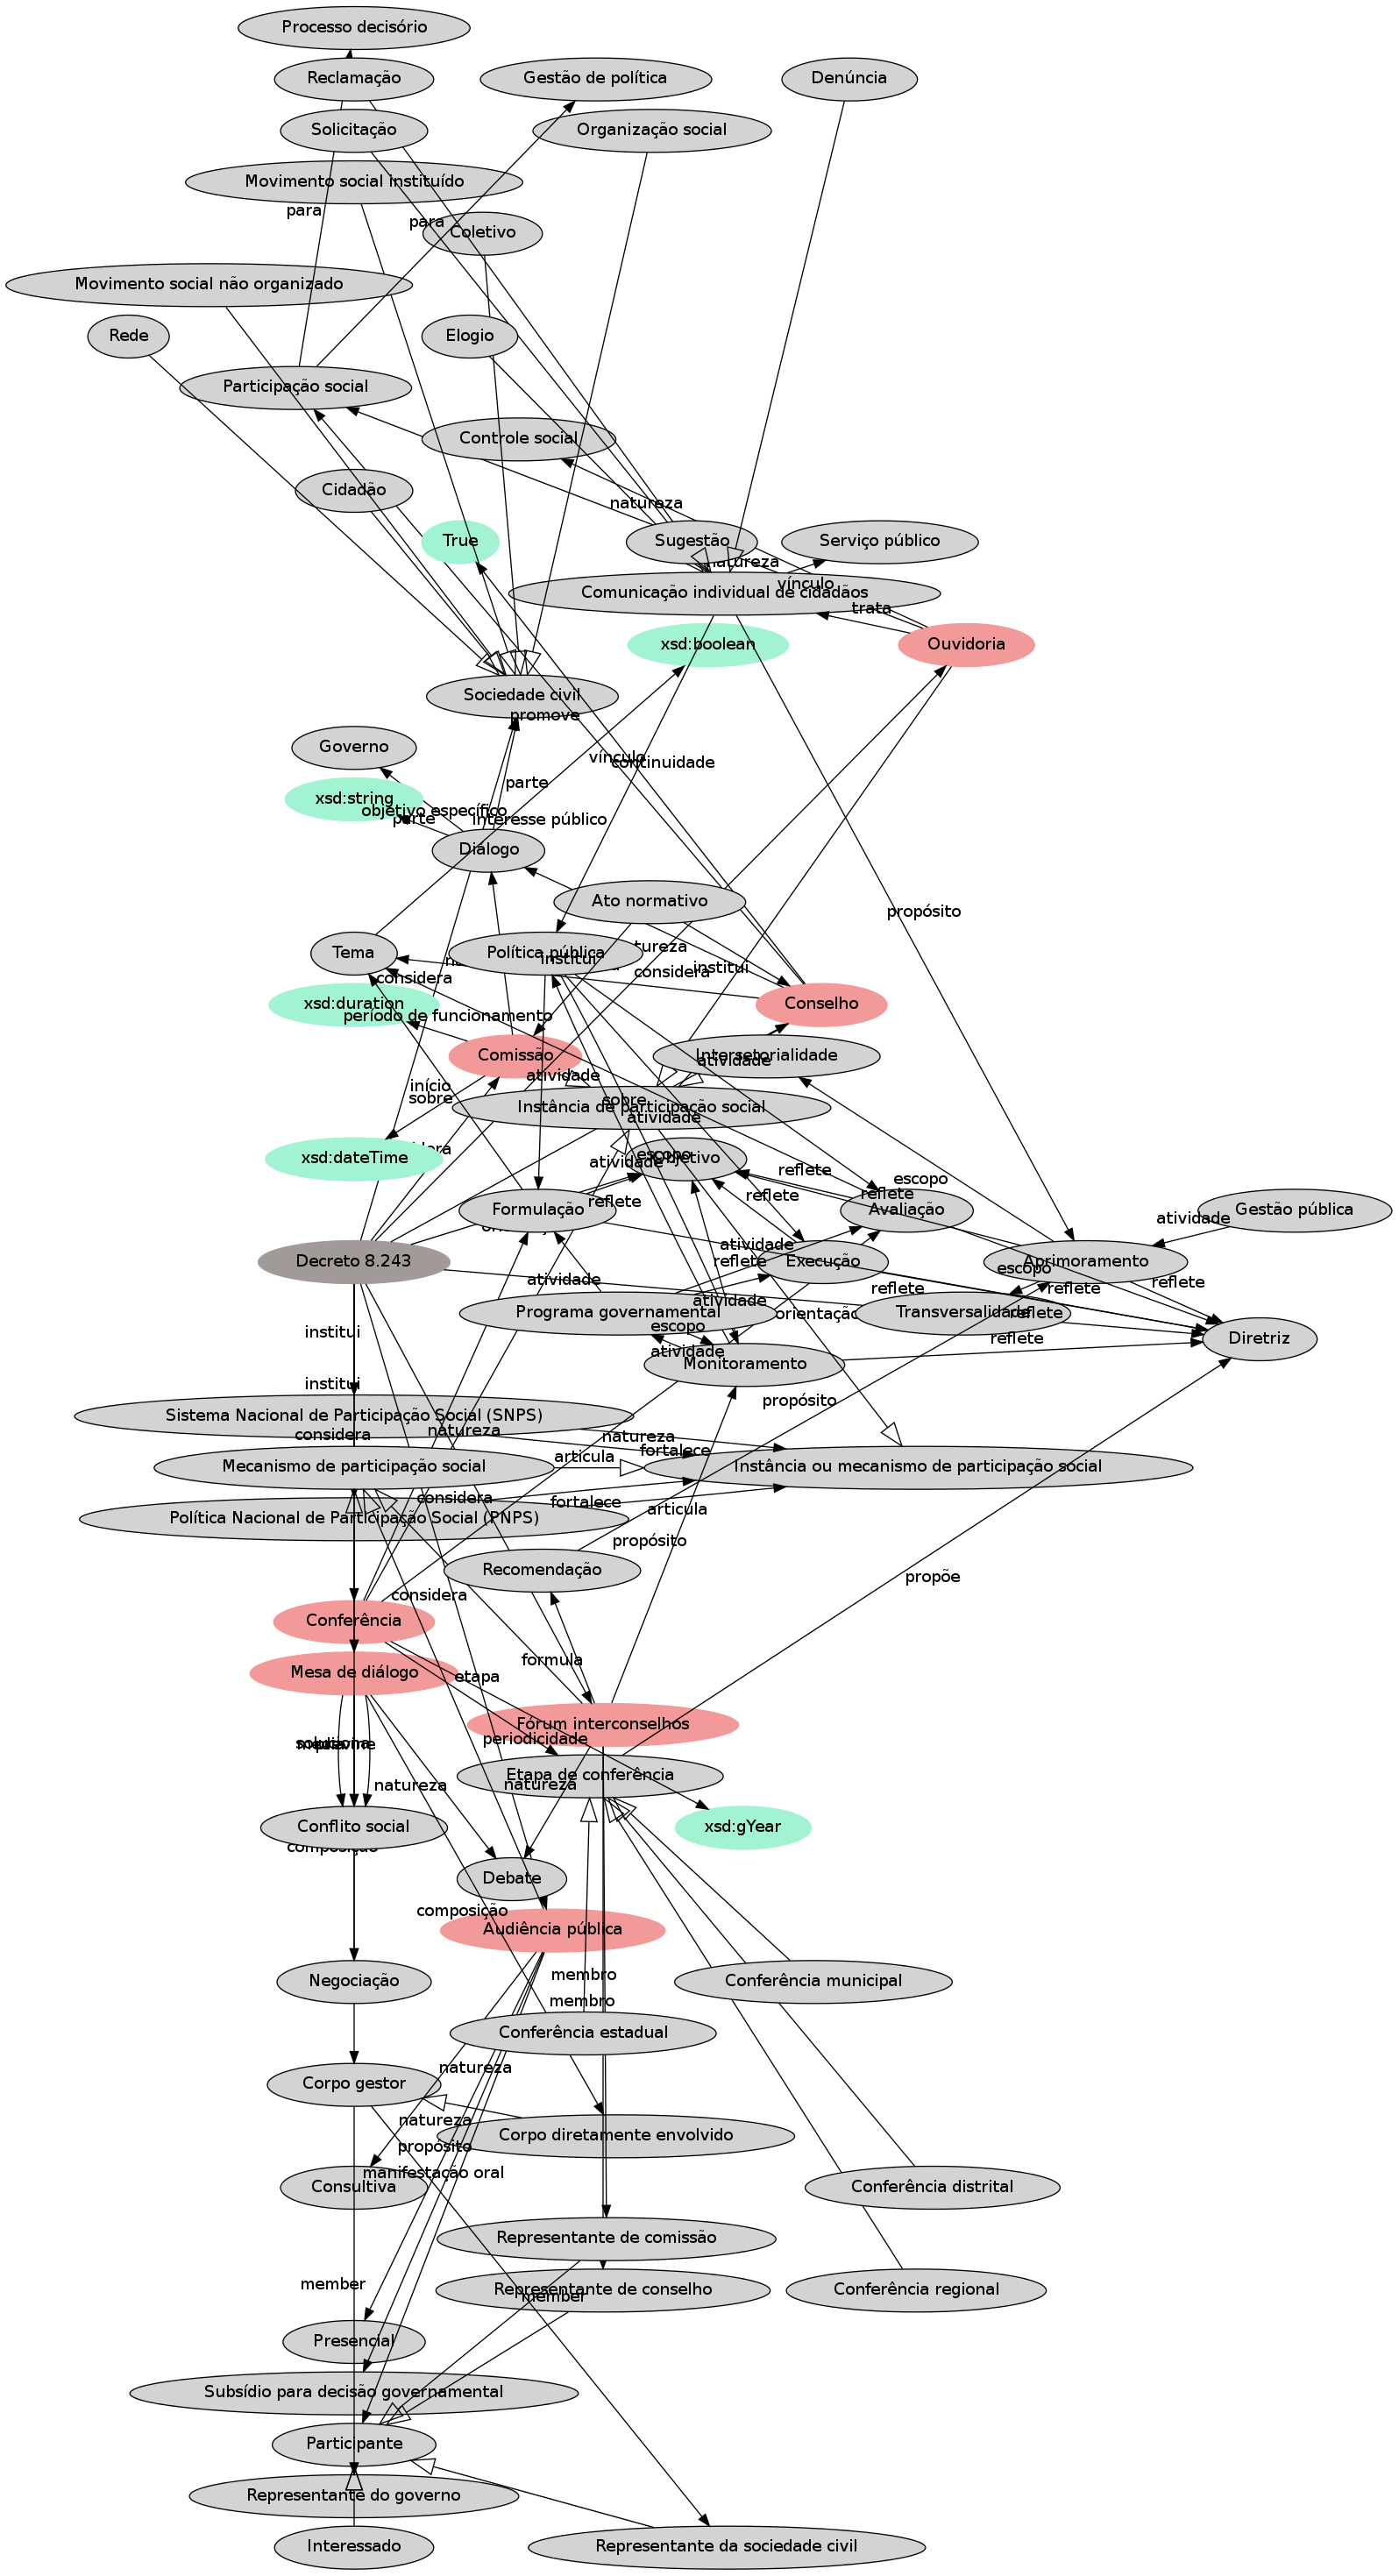 Processo decisório
Reclamação
Gestão de política
Denúncia
Solicitação
Organização social
Movimento social instituído
para
para
Coletivo
Movimento social não organizado
Rede
Elogio
Participação social
Controle social
Cidadão
natureza
True
Sugestão
Serviço público
natureza
vínculo
Comunicação individual de cidadãos
trata
xsd:boolean
Ouvidoria
Sociedade civil
promove
Governo
vínculo
continuidade
parte
xsd:string
objetivo específico
parte
interesse público
Diálogo
Ato normativo
propósito
Tema
Política pública
institui
considera
considera
institui
xsd:duration
Conselho
período de funcionamento
Comissão
Intersetorialidade
atividade
atividade
início
sobre
sobre
Instância de participação social
atividade
xsd:dateTime
escopo
Objetivo
atividade
reflete
escopo
reflete
reflete
reflete
Formulação
Avaliação
Gestão pública
atividade
atividade
Decreto 8.243
reflete
Execução
escopo
Aprimoramento
reflete
atividade
reflete
reflete
atividade
Programa governamental
orientação
Transversalidade
reflete
institui
escopo
reflete
Diretriz
atividade
Monitoramento
institui
propósito
Sistema Nacional de Participação Social (SNPS)
natureza
considera
natureza
fortalece
articula
Mecanismo de participação social
Instância ou mecanismo de participação social
considera
fortalece
articula
Política Nacional de Participação Social (PNPS)
propósito
Recomendação
propõe
considera
Conferência
formula
Mesa de diálogo
etapa
Fórum interconselhos
periodicidade
natureza
natureza
Etapa de conferência
Conflito social
xsd:gYear
composição
Debate
composição
Audiência pública
membro
Negociação
Conferência municipal
membro
Conferência estadual
natureza
Corpo gestor
natureza
Corpo diretamente envolvido
propósito
manifestação oral
Consultiva
Conferência distrital
Representante de comissão
member
Representante de conselho
Conferência regional
member
Presencial
Subsídio para decisão governamental
Participante
Representante do governo
Interessado
Representante da sociedade civil